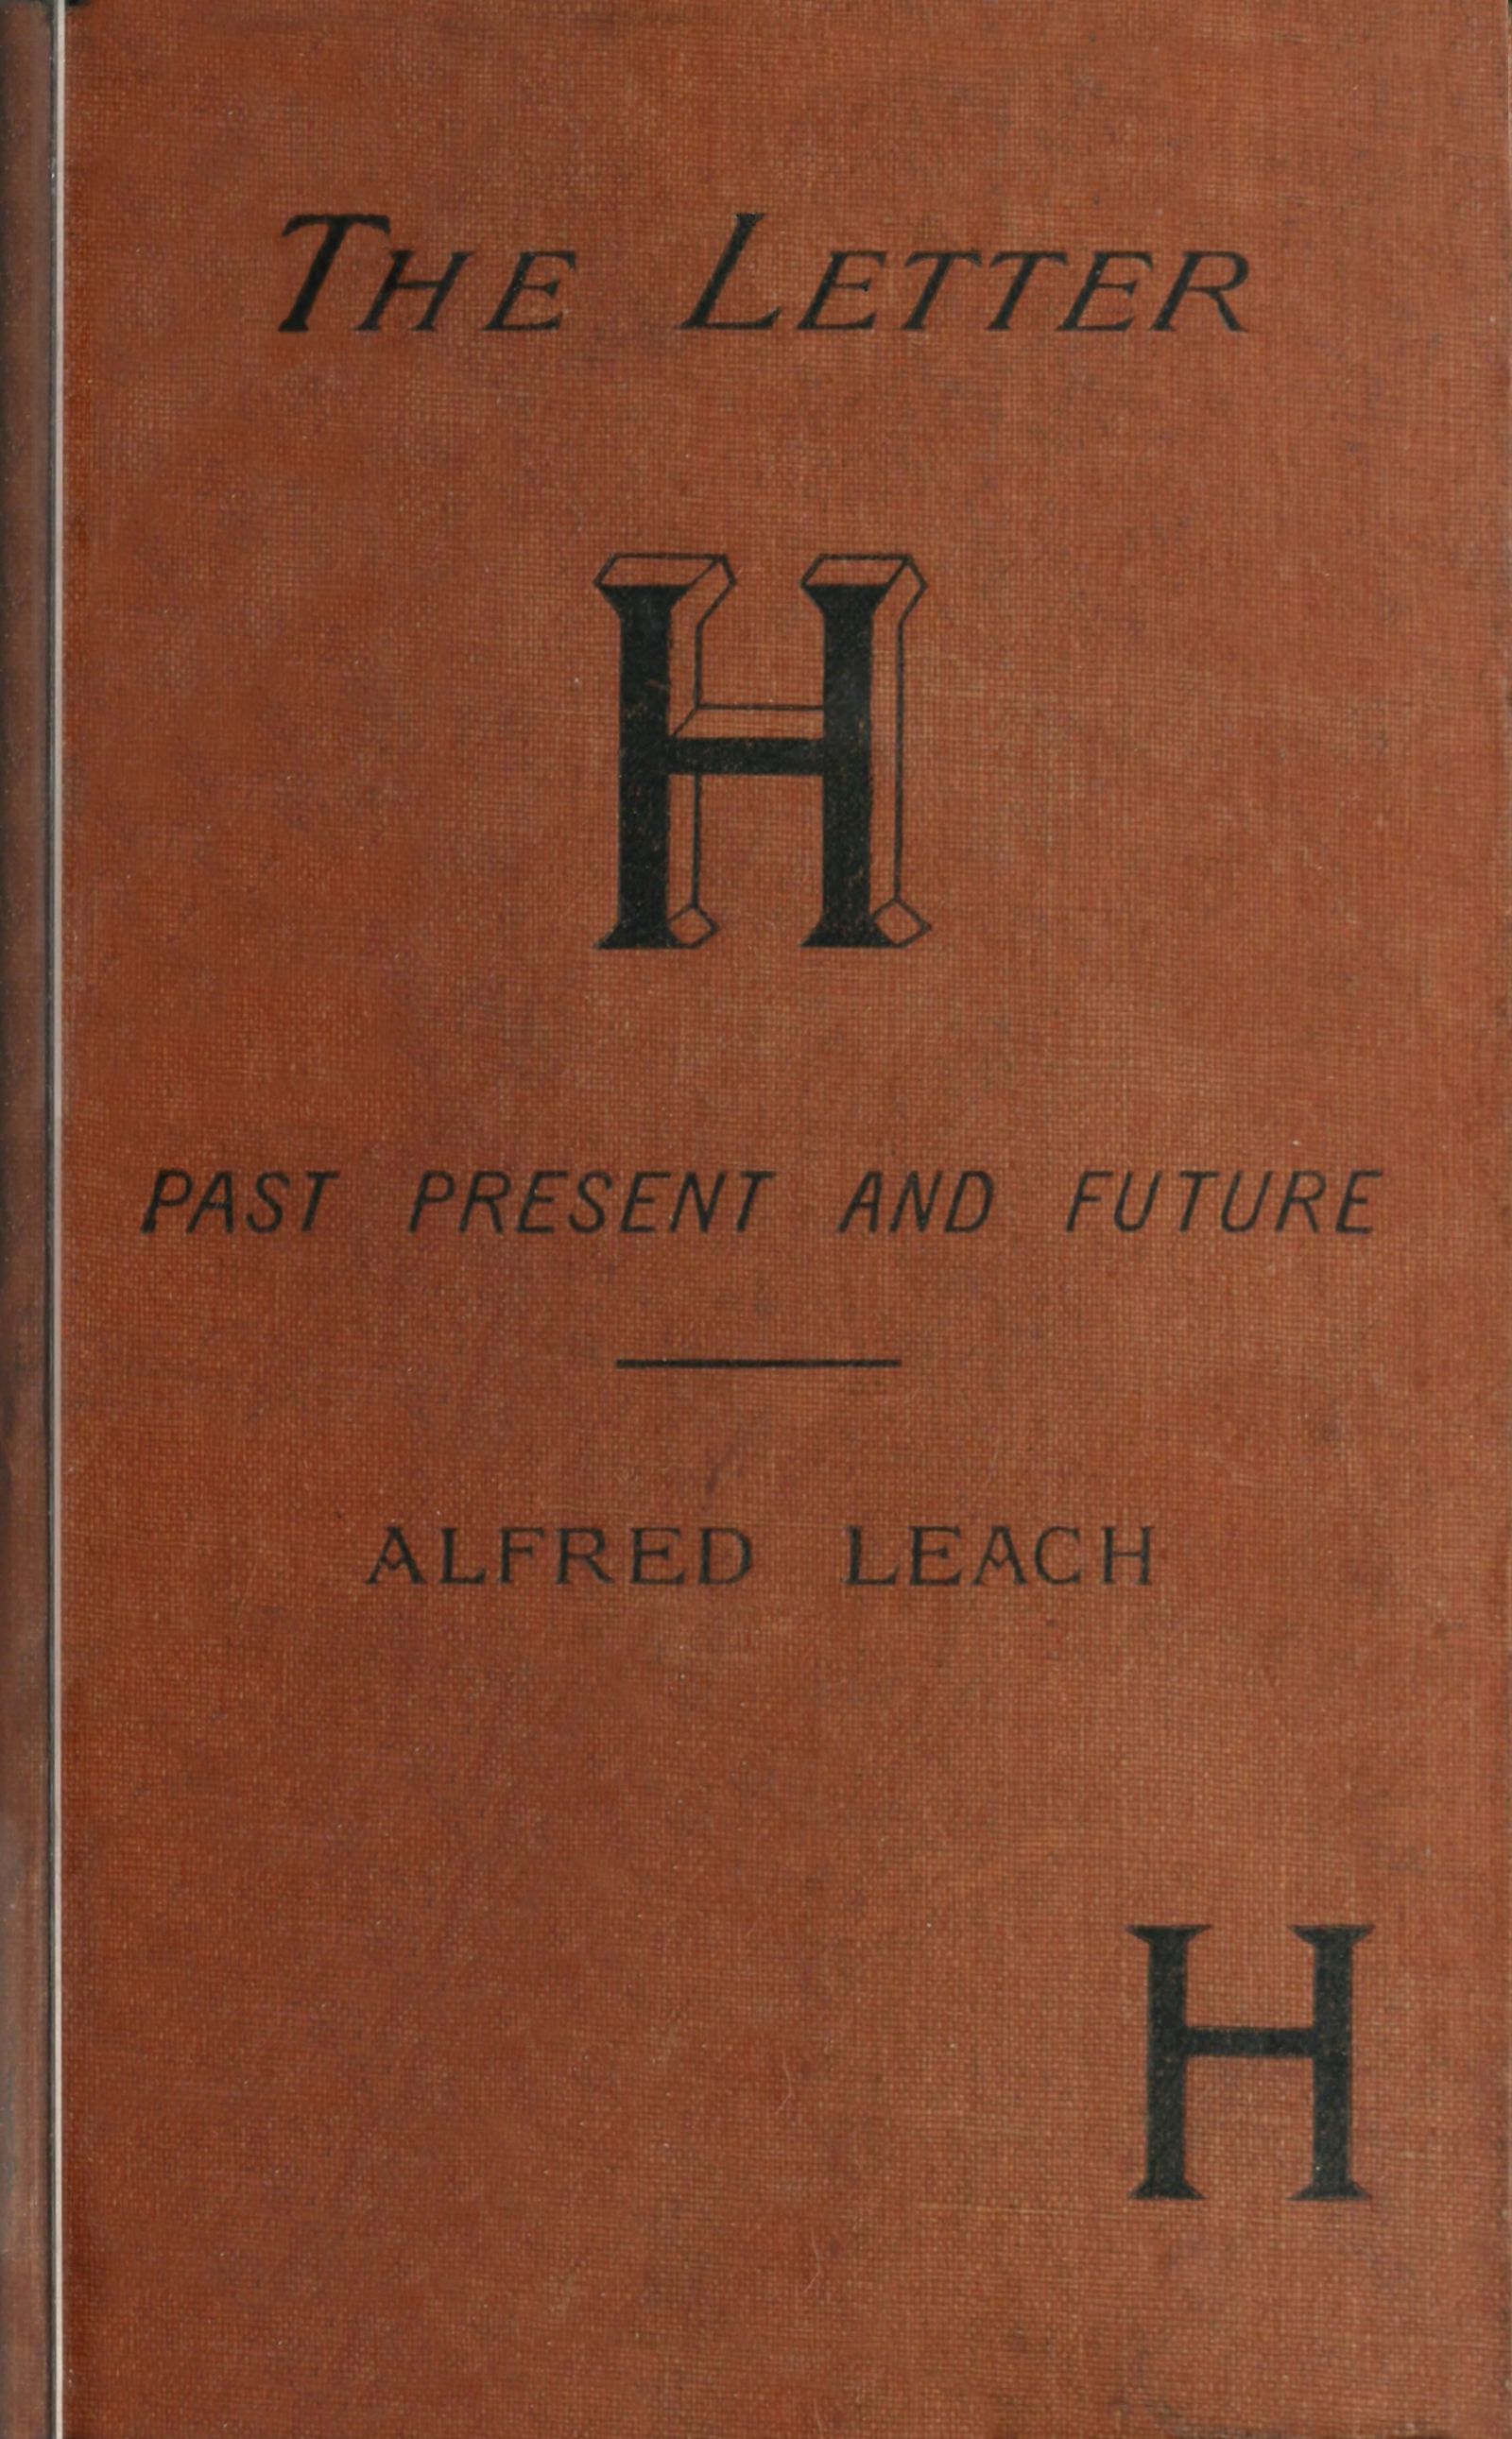 THE LETTER
H
PAST PRESENT AND FUTURE
ALFRED LEACH
H